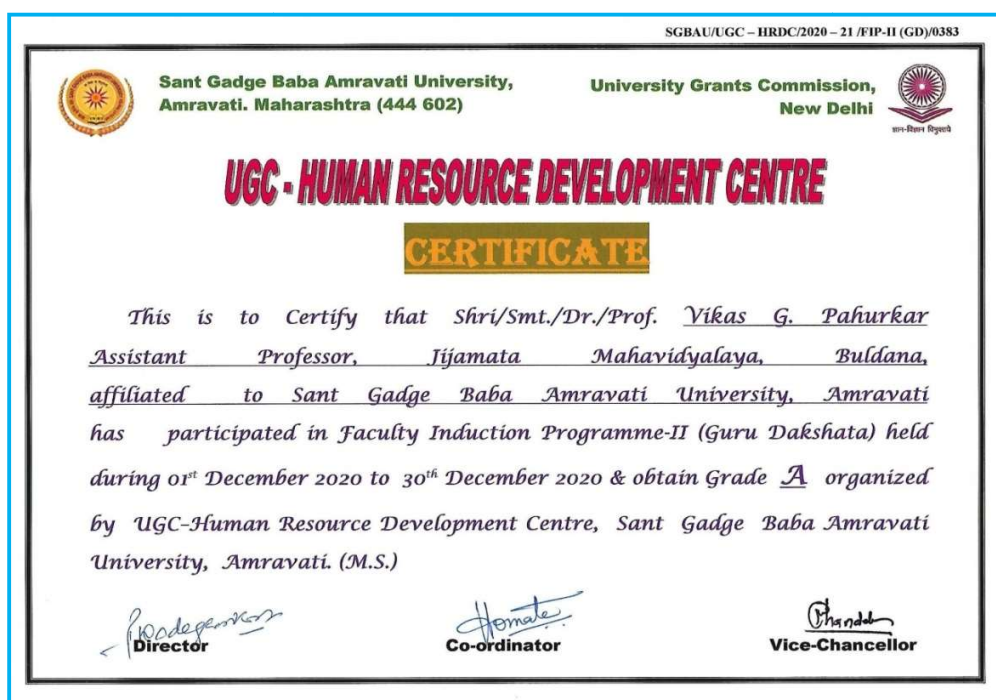 SGBAU/UGC – HRDC/2020 – 21 /FIP-II (GD)/0383
Sant Gadge Baba Amravati University,
Amravati. Maharashtra (444 602)
University Grants Commission,
New Delhi
ज्ञान-विज्ञान विमुक्तये
UGC - HUMAN RESOURCE DEVELOPMENT CENTRE
CERTIFICATE
This is to Certify that Shri/Smt./Dr./Prof. Vikas G. Pahurkar
Assistant Professor, Jijamata Mahavidyalaya, Buldana,
affiliated to Sant Gadge Baba Amravati University, Amravati
has participated in Faculty Induction Programme-II (Guru Dakshata) held
during 01st December 2020 to 30th December 2020 & obtain Grade A organized
by UGC-Human Resource Development Centre, Sant Gadge Baba Amravati
University, Amravati. (M.S.)
Director
Co-ordinator
Vice-Chancellor